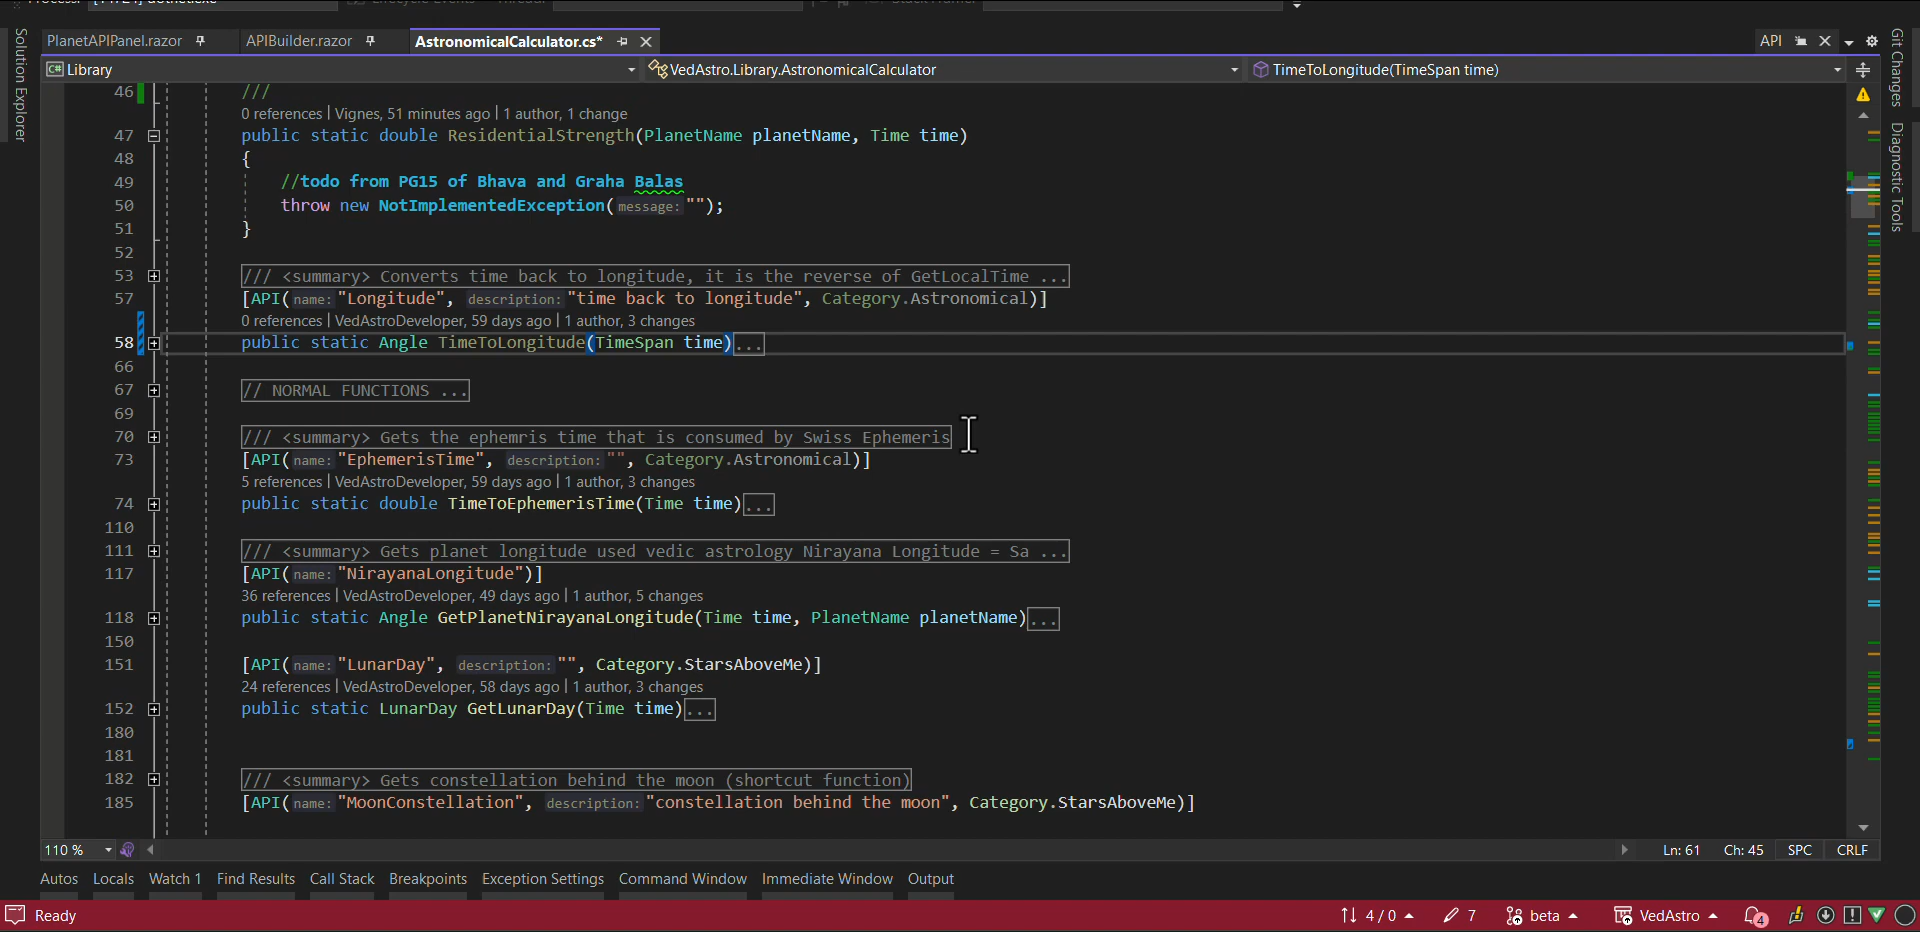 PlanetAPIPanel.razor APIBuilder.razor AstronomicalCalculator.cs* API
C# Library VedAstro.Library.AstronomicalCalculator TimeToLongitude(TimeSpan time)
Solution Explorer
Git Changes
Diagnostic Tools
46 ///
0 references | Vignes, 51 minutes ago | 1 author, 1 change
47 public static double ResidentialStrength(PlanetName planetName, Time time)
48 {
49 //todo from PG15 of Bhava and Graha Balas
50 throw new NotImplementedException( message: "");
51 }
52
53 /// <summary> Converts time back to longitude, it is the reverse of GetLocalTime ...
57 [API( name: "Longitude", description: "time back to longitude", Category.Astronomical)]
0 references | VedAstroDeveloper, 59 days ago | 1 author, 3 changes
58 public static Angle TimeToLongitude(TimeSpan time)...
66
67 // NORMAL FUNCTIONS ...
69
70 /// <summary> Gets the ephemris time that is consumed by Swiss Ephemeris
73 [API( name: "EphemerisTime", description: "", Category.Astronomical)]
5 references | VedAstroDeveloper, 59 days ago | 1 author, 3 changes
74 public static double TimeToEphemerisTime(Time time)...
110
111 /// <summary> Gets planet longitude used vedic astrology Nirayana Longitude = Sa ...
117 [API( name: "NirayanaLongitude")]
36 references | VedAstroDeveloper, 49 days ago | 1 author, 5 changes
118 public static Angle GetPlanetNirayanaLongitude(Time time, PlanetName planetName)...
150
151 [API( name: "LunarDay", description: "", Category.StarsAboveMe)]
24 references | VedAstroDeveloper, 58 days ago | 1 author, 3 changes
152 public static LunarDay GetLunarDay(Time time)...
180
181
182 /// <summary> Gets constellation behind the moon (shortcut function)
185 [API( name: "MoonConstellation", description: "constellation behind the moon", Category.StarsAboveMe)]
110 % Ln: 61 Ch: 45 SPC CRLF
Autos Locals Watch 1 Find Results Call Stack Breakpoints Exception Settings Command Window Immediate Window Output
Ready 4 / 0 7 beta VedAstro 4